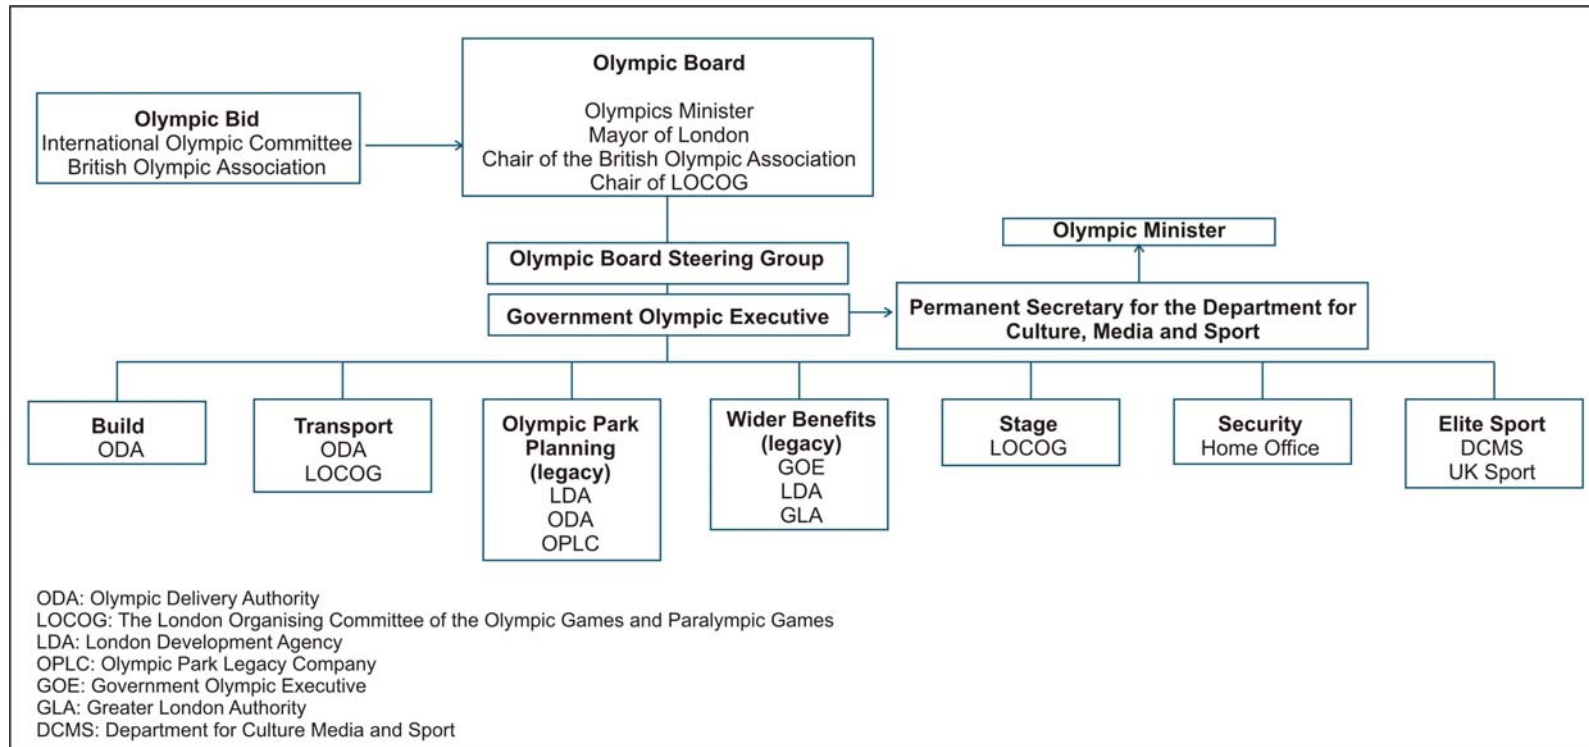 Olympic Bid
International Olympic Committee
British Olympic Association
Olympic Board
Olympics Minister
Mayor of London
Chair of the British Olympic Association
Chair of LOCOG
Olympic Board Steering Group
Government Olympic Executive
Olympic Minister
Permanent Secretary for the Department for
Culture, Media and Sport
Build
ODA
Transport
ODA
LOCOG
Olympic Park
Planning
(legacy)
LDA
ODA
OPLC
Wider Benefits
(legacy)
GOE
LDA
GLA
Stage
LOCOG
Security
Home Office
Elite Sport
DCMS
UK Sport
ODA: Olympic Delivery Authority
LOCOG: The London Organising Committee of the Olympic Games and Paralympic Games
LDA: London Development Agency
OPLC: Olympic Park Legacy Company
GOE: Government Olympic Executive
GLA: Greater London Authority
DCMS: Department for Culture Media and Sport